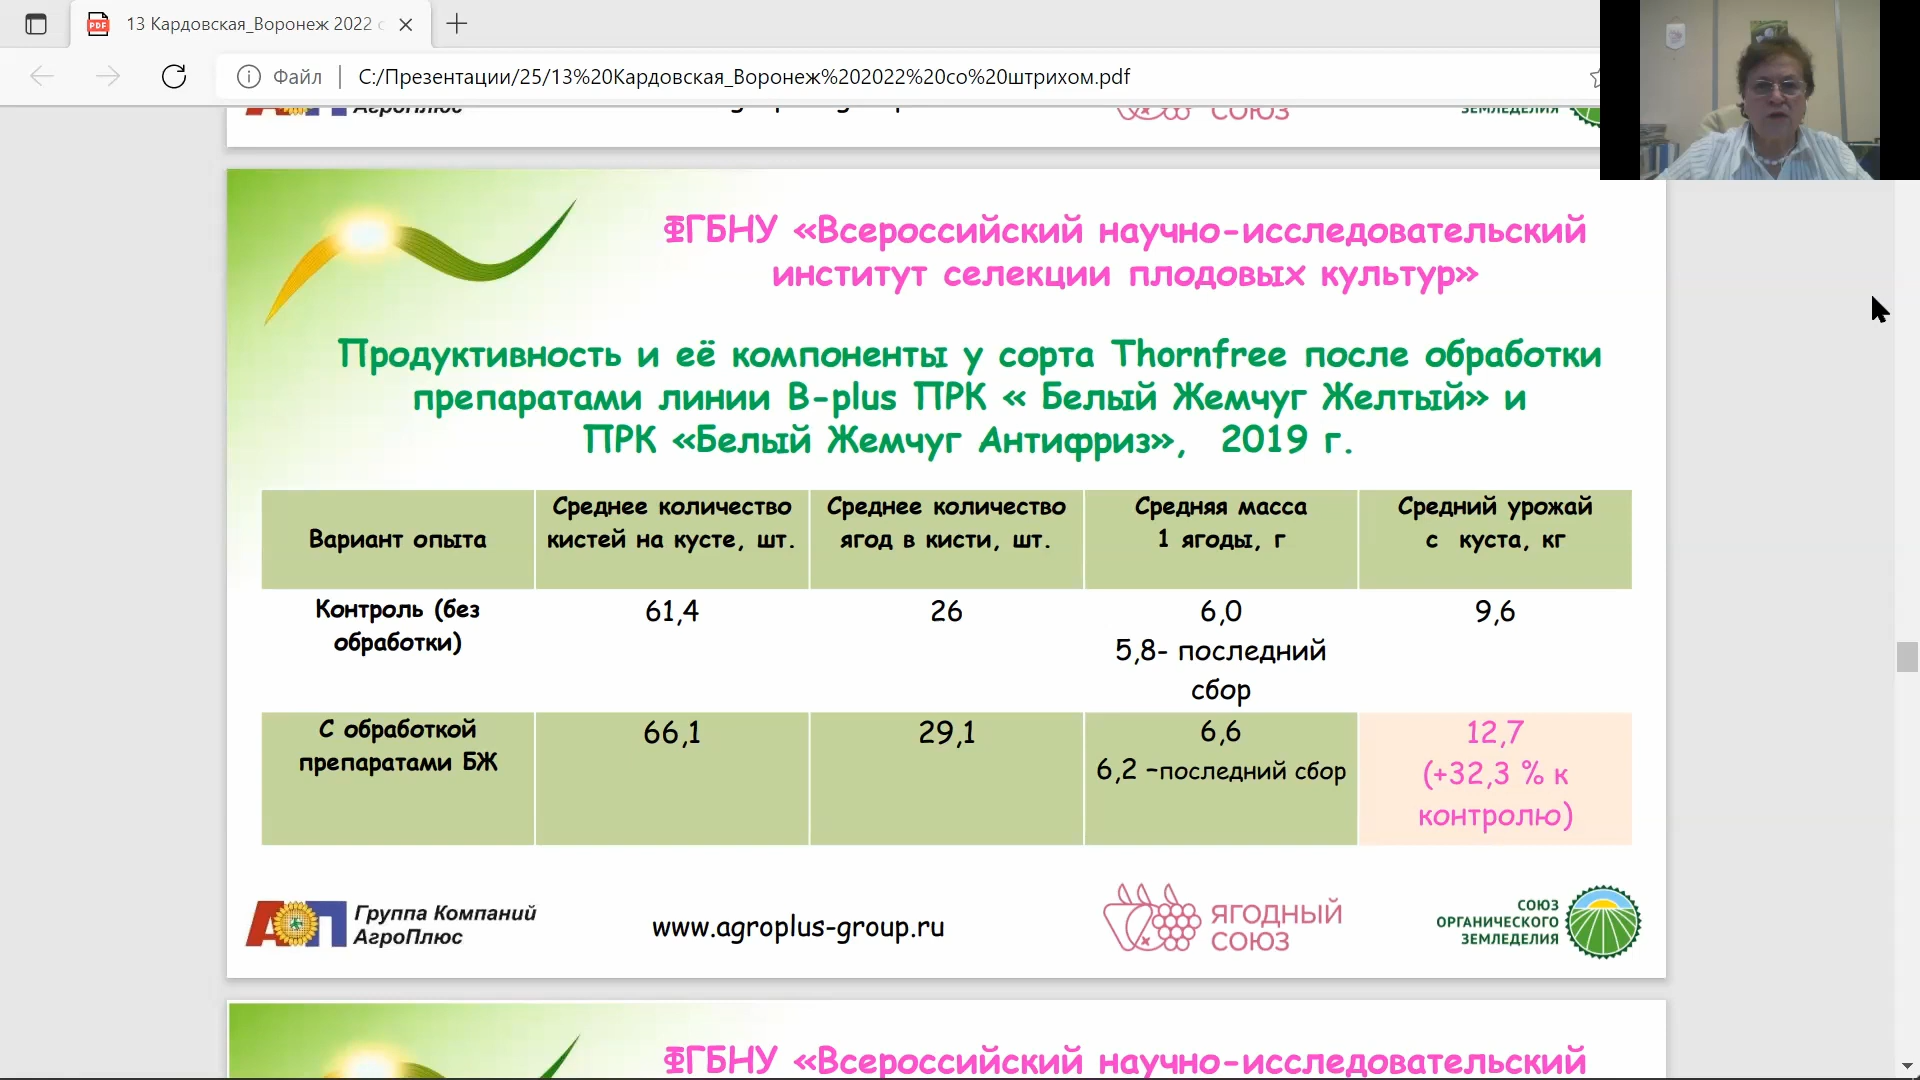 13 Кардовская_Воронеж 2022 с
Файл
C:/Презентации/25/13%20Кардовская_Воронеж%202022%20со%20штрихом.pdf
АгроПлюс
СОЮЗ
ЗЕМЛЕДЕЛИЯ
ФГБНУ «Всероссийский научно-исследовательский
институт селекции плодовых культур»
Продуктивность и её компоненты у сорта Thornfree после обработки
препаратами линии B-plus ПРК « Белый Жемчуг Желтый» и
ПРК «Белый Жемчуг Антифриз», 2019 г.
Вариант опыта
Среднее количество
кистей на кусте, шт.
Среднее количество
ягод в кисти, шт.
Средняя масса
1 ягоды, г
Средний урожай
с куста, кг
Контроль (без
обработки)
61,4
26
6,0
5,8- последний
сбор
9,6
С обработкой
препаратами БЖ
66,1
29,1
6,6
6,2 –последний сбор
12,7
(+32,3 % к
контролю)
АП
Группа Компаний
АгроПлюс
www.agroplus-group.ru
ЯГОДНЫЙ
СОЮЗ
СОЮЗ
ОРГАНИЧЕСКОГО
ЗЕМЛЕДЕЛИЯ
ФГБНУ «Всероссийский научно-исследовательский